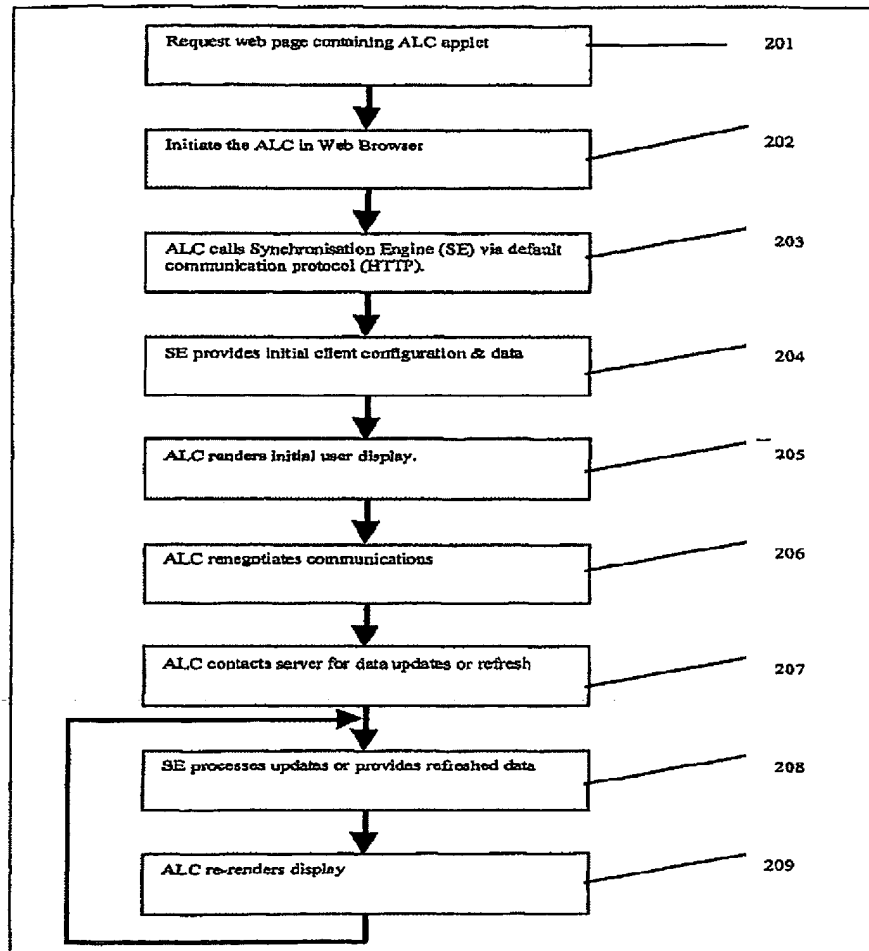 Request web page containing ALC applet
201
Initiate the ALC in Web Browser
202
ALC calls Synchronisation Engine (SE) via default
communication protocol (HTTP).
203
SE provides initial client configuration & data
204
ALC renders initial user display.
205
ALC renegotiates communications
206
ALC contacts server for data updates or refresh
207
SE processes updates or provides refreshed data
208
ALC re-renders display
209